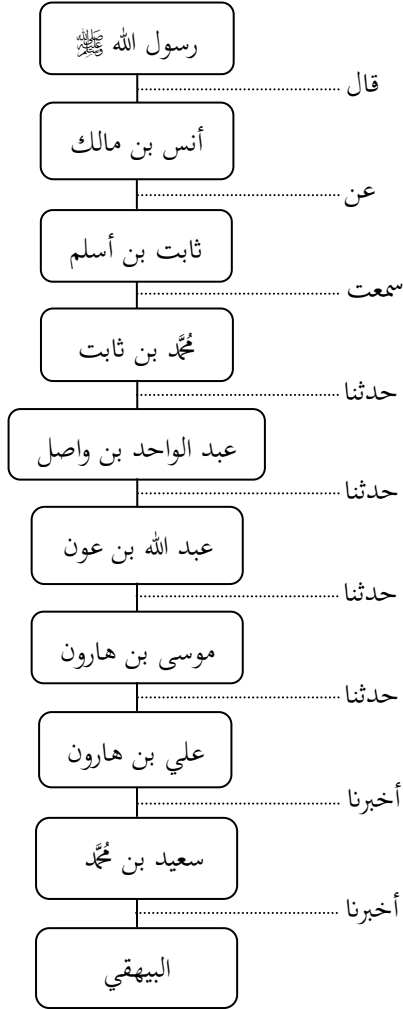 رسول الله ﷺ
قال
أنس بن مالك
عن
ثابت بن أسلم
سمعت
مُحَّد بن ثابت
حدثنا
عبد الواحد بن واصل
حدثنا
عبد الله بن عون
حدثنا
موسى بن هارون
حدثنا
علي بن هارون
أخبرنا
سعيد بن مُحَّد
أخبرنا
البيهقي